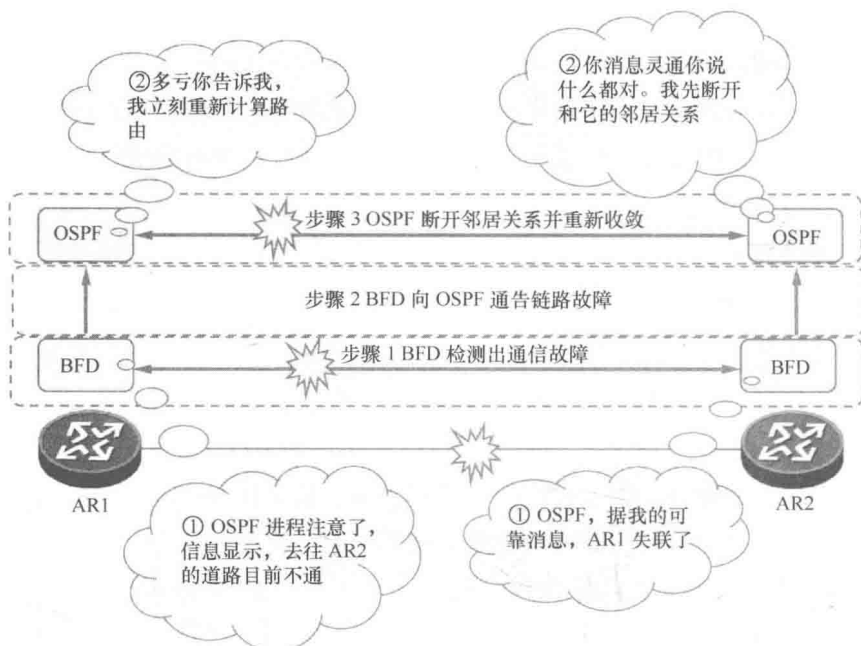 ②多亏你告诉我，
我立刻重新计算路
由
②你消息灵通你说
什么都对。我先断开
和它的邻居关系
OSPF
步骤 3 OSPF 断开邻居关系并重新收敛
OSPF
步骤 2 BFD 向 OSPF 通告链路故障
BFD
步骤 1 BFD 检测出通信故障
BFD
AR1
AR2
① OSPF 进程注意了，
信息显示，去往 AR2
的道路目前不通
① OSPF，据我的可
靠消息，AR1 失联了